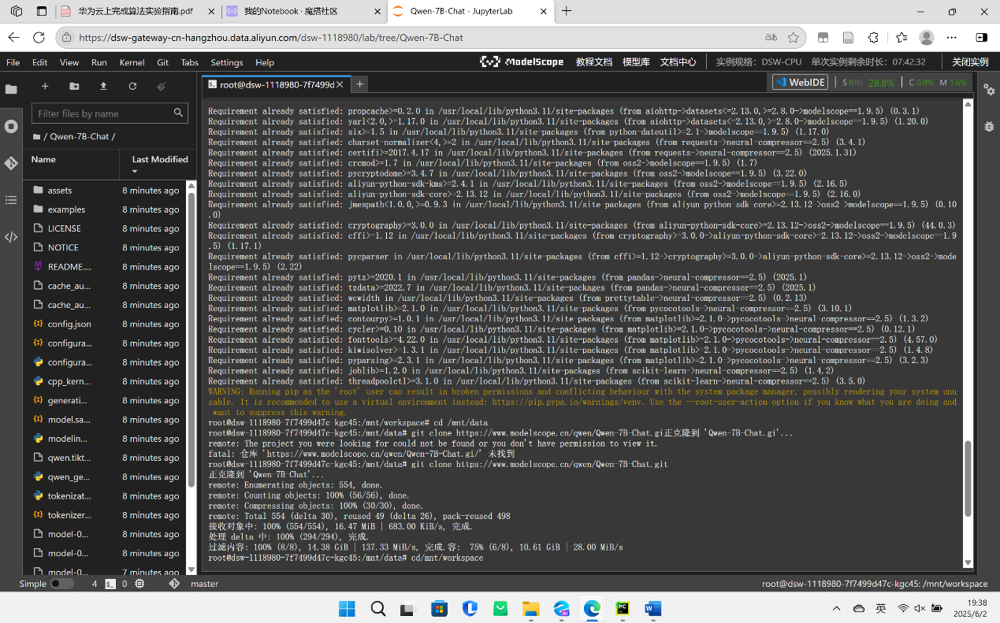 华为云上完成算法实验指南.pdf
我的Notebook · 魔搭社区
Qwen-7B-Chat - JupyterLab
https://dsw-gateway-cn-hangzhou.data.aliyun.com/dsw-1118980/lab/tree/Qwen-7B-Chat
File Edit View Run Kernel Git Tabs Settings Help
ModelScope 教程文档 模型库 文档中心 实例规格：DSW-CPU 单次实例剩余时长：07:42:32 关闭实例
root@dsw-1118980-7f7499d
WebIDE S 28.8% C 0.0% M 1.6%
Filter files by name
/ Qwen-7B-Chat /
Name Last Modified
assets 8 minutes ago
examples 8 minutes ago
LICENSE 8 minutes ago
NOTICE 8 minutes ago
README.... 8 minutes ago
cache_au... 8 minutes ago
cache_au... 8 minutes ago
config.json 8 minutes ago
configura... 8 minutes ago
configura... 8 minutes ago
cpp_kern... 8 minutes ago
generati... 8 minutes ago
model.sa... 8 minutes ago
modelin... 8 minutes ago
qwen.tikt... 8 minutes ago
qwen_ge... 8 minutes ago
tokenizat... 8 minutes ago
tokenizer... 8 minutes ago
model-0... 8 minutes ago
model-0... 8 minutes ago
model-0... 7 minutes ago
Requirement already satisfied: propcache>=0.2.0 in /usr/local/lib/python3.11/site-packages (from aiohttp->datasets<=2.13.0,>=2.8.0->modelscope==1.9.5) (0.3.1)
Requirement already satisfied: yarl<2.0,>=1.17.0 in /usr/local/lib/python3.11/site-packages (from aiohttp->datasets<=2.13.0,>=2.8.0->modelscope==1.9.5) (1.20.0)
Requirement already satisfied: six>=1.5 in /usr/local/lib/python3.11/site-packages (from python-dateutil>=2.1->modelscope==1.9.5) (1.17.0)
Requirement already satisfied: charset-normalizer<4,>=2 in /usr/local/lib/python3.11/site-packages (from requests->neural-compressor==2.5) (3.4.1)
Requirement already satisfied: certifi>=2017.4.17 in /usr/local/lib/python3.11/site-packages (from requests->neural-compressor==2.5) (2025.1.31)
Requirement already satisfied: crcmod>=1.7 in /usr/local/lib/python3.11/site-packages (from oss2->modelscope==1.9.5) (1.7)
Requirement already satisfied: pycryptodome>=3.4.7 in /usr/local/lib/python3.11/site-packages (from oss2->modelscope==1.9.5) (3.22.0)
Requirement already satisfied: aliyun-python-sdk-kms>=2.4.1 in /usr/local/lib/python3.11/site-packages (from oss2->modelscope==1.9.5) (2.16.5)
Requirement already satisfied: aliyun-python-sdk-core>=2.13.12 in /usr/local/lib/python3.11/site-packages (from oss2->modelscope==1.9.5) (2.16.0)
Requirement already satisfied: jmespath<1.0.0,>=0.9.3 in /usr/local/lib/python3.11/site-packages (from aliyun-python-sdk-core>=2.13.12->oss2->modelscope==1.9.5) (0.10
.0)
Requirement already satisfied: cryptography>=3.0.0 in /usr/local/lib/python3.11/site-packages (from aliyun-python-sdk-core>=2.13.12->oss2->modelscope==1.9.5) (44.0.3)
Requirement already satisfied: cffi>=1.12 in /usr/local/lib/python3.11/site-packages (from cryptography>=3.0.0->aliyun-python-sdk-core>=2.13.12->oss2->modelscope==1.9
.5) (1.17.1)
Requirement already satisfied: pycparser in /usr/local/lib/python3.11/site-packages (from cffi>=1.12->cryptography>=3.0.0->aliyun-python-sdk-core>=2.13.12->oss2->mode
lscope==1.9.5) (2.22)
Requirement already satisfied: pytz>=2020.1 in /usr/local/lib/python3.11/site-packages (from pandas->neural-compressor==2.5) (2025.1)
Requirement already satisfied: tzdata>=2022.7 in /usr/local/lib/python3.11/site-packages (from pandas->neural-compressor==2.5) (2025.1)
Requirement already satisfied: wcwidth in /usr/local/lib/python3.11/site-packages (from prettytable->neural-compressor==2.5) (0.2.13)
Requirement already satisfied: matplotlib>=2.1.0 in /usr/local/lib/python3.11/site-packages (from pycocotools->neural-compressor==2.5) (3.10.1)
Requirement already satisfied: contourpy>=1.0.1 in /usr/local/lib/python3.11/site-packages (from matplotlib>=2.1.0->pycocotools->neural-compressor==2.5) (1.3.2)
Requirement already satisfied: cycler>=0.10 in /usr/local/lib/python3.11/site-packages (from matplotlib>=2.1.0->pycocotools->neural-compressor==2.5) (0.12.1)
Requirement already satisfied: fonttools>=4.22.0 in /usr/local/lib/python3.11/site-packages (from matplotlib>=2.1.0->pycocotools->neural-compressor==2.5) (4.57.0)
Requirement already satisfied: kiwisolver>=1.3.1 in /usr/local/lib/python3.11/site-packages (from matplotlib>=2.1.0->pycocotools->neural-compressor==2.5) (1.4.8)
Requirement already satisfied: pyparsing>=2.3.1 in /usr/local/lib/python3.11/site-packages (from matplotlib>=2.1.0->pycocotools->neural-compressor==2.5) (3.2.3)
Requirement already satisfied: joblib>=1.2.0 in /usr/local/lib/python3.11/site-packages (from scikit-learn->neural-compressor==2.5) (1.4.2)
Requirement already satisfied: threadpoolctl>=3.1.0 in /usr/local/lib/python3.11/site-packages (from scikit-learn->neural-compressor==2.5) (3.5.0)
WARNING: Running pip as the 'root' user can result in broken permissions and conflicting behaviour with the system package manager, possibly rendering your system unu
sable. It is recommended to use a virtual environment instead: https://pip.pypa.io/warnings/venv. Use the --root-user-action option if you know what you are doing and
want to suppress this warning.
root@dsw-1118980-7f7499d47c-kgc45:/mnt/workspace# cd /mnt/data
root@dsw-1118980-7f7499d47c-kgc45:/mnt/data# git clone https://www.modelscope.cn/qwen/Qwen-7B-Chat.gi正克隆到 'Qwen-7B-Chat.gi'...
remote: The project you were looking for could not be found or you don't have permission to view it.
fatal: 仓库 'https://www.modelscope.cn/qwen/Qwen-7B-Chat.gi/' 未找到
root@dsw-1118980-7f7499d47c-kgc45:/mnt/data# git clone https://www.modelscope.cn/qwen/Qwen-7B-Chat.git
正克隆到 'Qwen-7B-Chat'...
remote: Enumerating objects: 554, done.
remote: Counting objects: 100% (56/56), done.
remote: Compressing objects: 100% (30/30), done.
remote: Total 554 (delta 30), reused 49 (delta 26), pack-reused 498
接收对象中: 100% (554/554), 16.47 MiB | 683.00 KiB/s, 完成.
处理 delta 中: 100% (294/294), 完成.
过滤内容: 100% (8/8), 14.38 GiB | 137.33 MiB/s, 完成.容: 75% (6/8), 10.61 GiB | 28.00 MiB/s
root@dsw-1118980-7f7499d47c-kgc45:/mnt/data# cd/mnt/workspace
Simple 4 0 master root@dsw-1118980-7f7499d47c-kgc45: /mnt/workspace
英
19:38
2025/6/2